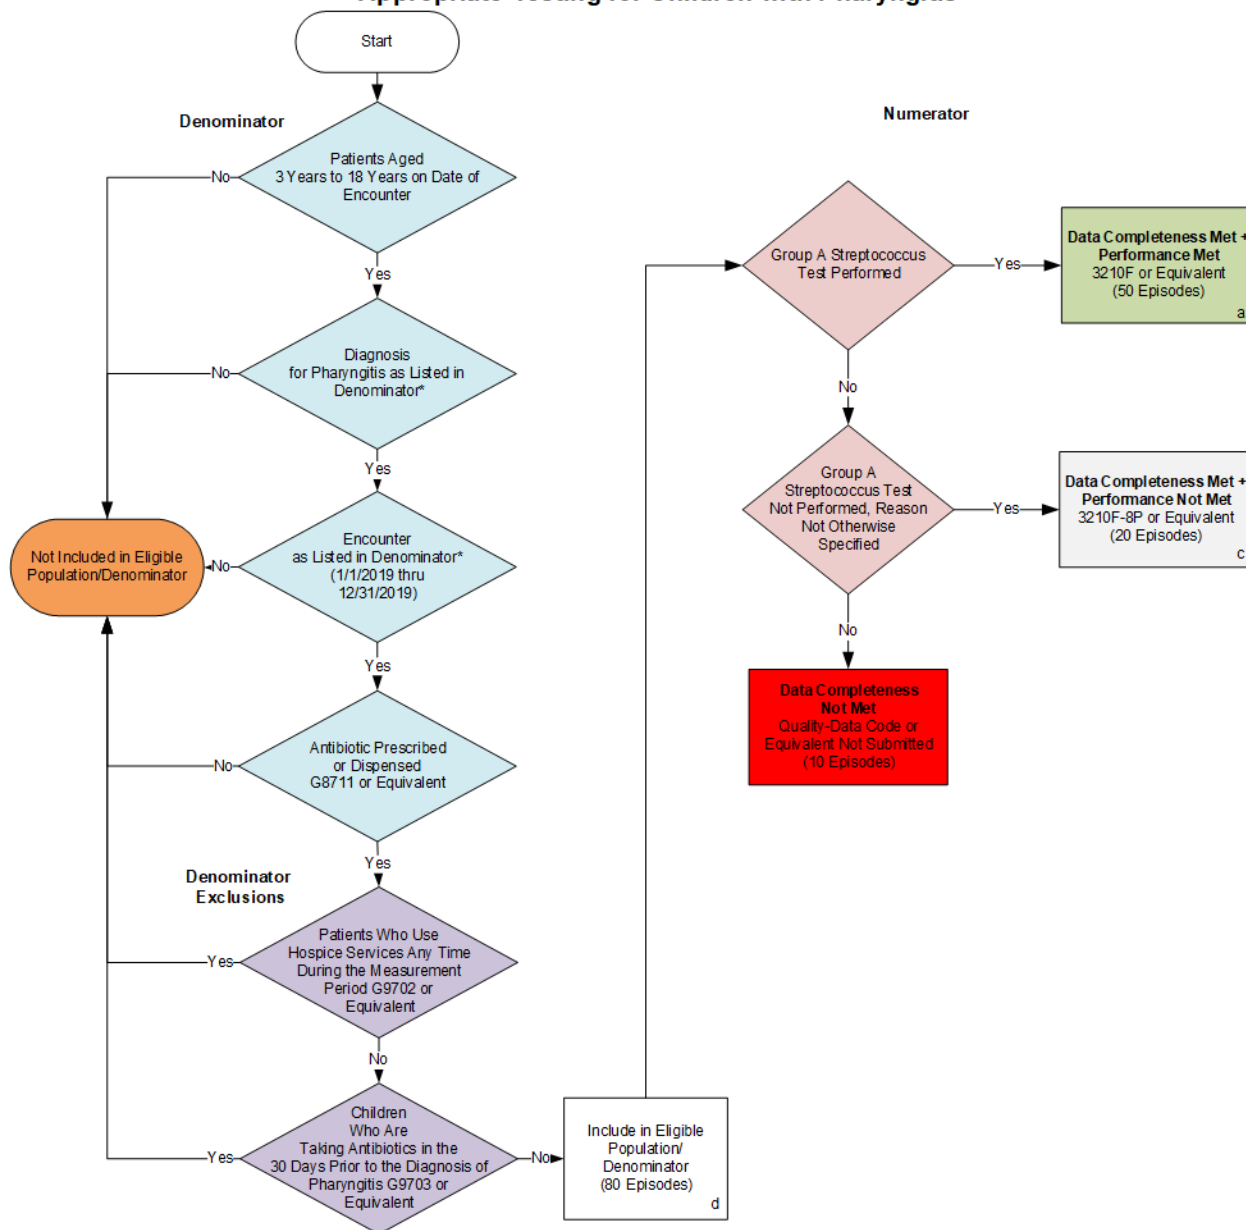 Appropriate Testing for Children with Pharyngitis
Start
Denominator
Patients Aged
3 Years to 18 Years on Date of
Encounter
No
Yes
Diagnosis
for Pharyngitis as Listed in
Denominator*
No
Yes
Encounter
as Listed in Denominator*
(1/1/2019 thru
12/31/2019)
No
Not Included in Eligible
Population/Denominator
Yes
Antibiotic Prescribed
or Dispensed
G8711 or Equivalent
No
Yes
Denominator
Exclusions
Patients Who Use
Hospice Services Any Time
During the Measurement
Period G9702 or
Equivalent
Yes
No
Children
Who Are
Taking Antibiotics in the
30 Days Prior to the Diagnosis of
Pharyngitis G9703 or
Equivalent
Yes
No
Include in Eligible
Population/
Denominator
(80 Episodes)
d
Numerator
Group A Streptococcus
Test Performed
Yes
Data Completeness Met +
Performance Met
3210F or Equivalent
(50 Episodes)
a
No
Group A
Streptococcus Test
Not Performed, Reason
Not Otherwise
Specified
Yes
Data Completeness Met +
Performance Not Met
3210F-8P or Equivalent
(20 Episodes)
c
No
Data Completeness
Not Met
Quality-Data Code or
Equivalent Not Submitted
(10 Episodes)